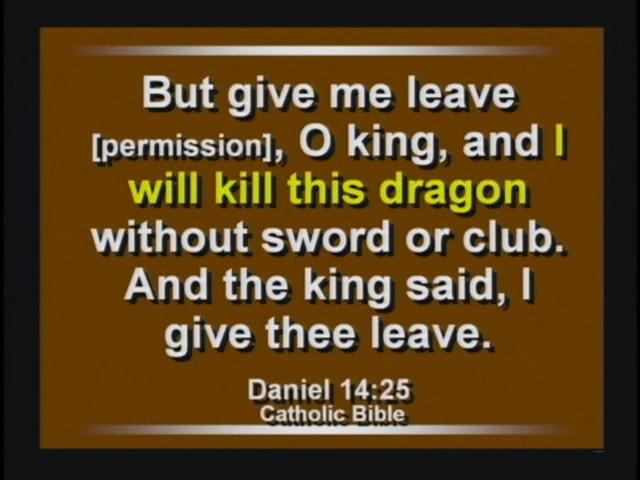 But give me leave
[permission], O king, and I
will kill this dragon
without sword or club.
And the king said, I
give thee leave.
Daniel 14:25
Catholic Bible